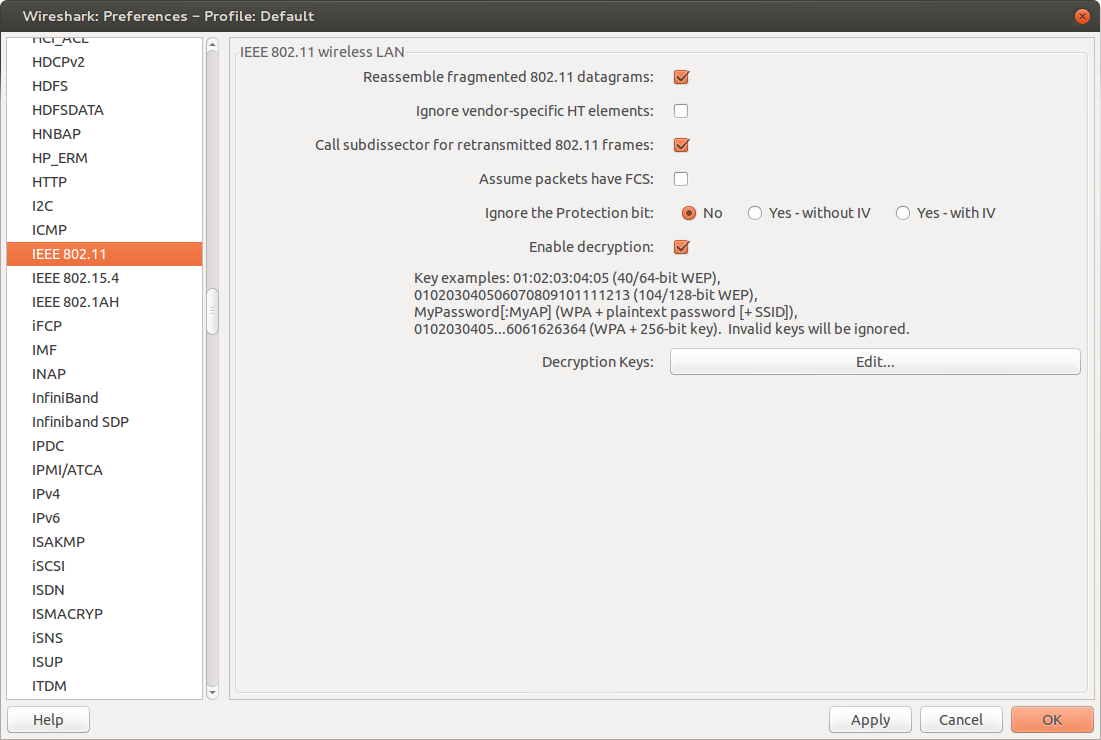 Wireshark: Preferences – Profile: Default
HCI_ACL
HDCPv2
HDFS
HDFSDATA
HNBAP
HP_ERM
HTTP
I2C
ICMP
IEEE 802.11
IEEE 802.15.4
IEEE 802.1AH
iFCP
IMF
INAP
InfiniBand
Infiniband SDP
IPDC
IPMI/ATCA
IPv4
IPv6
ISAKMP
iSCSI
ISDN
ISMACRYP
iSNS
ISUP
ITDM
IEEE 802.11 wireless LAN
Reassemble fragmented 802.11 datagrams:
Ignore vendor-specific HT elements:
Call subdissector for retransmitted 802.11 frames:
Assume packets have FCS:
Ignore the Protection bit: No Yes - without IV Yes - with IV
Enable decryption:
Key examples: 01:02:03:04:05 (40/64-bit WEP),
010203040506070809101111213 (104/128-bit WEP),
MyPassword[:MyAP] (WPA + plaintext password [+ SSID]),
0102030405...6061626364 (WPA + 256-bit key).  Invalid keys will be ignored.
Decryption Keys: Edit...
Help Apply Cancel OK